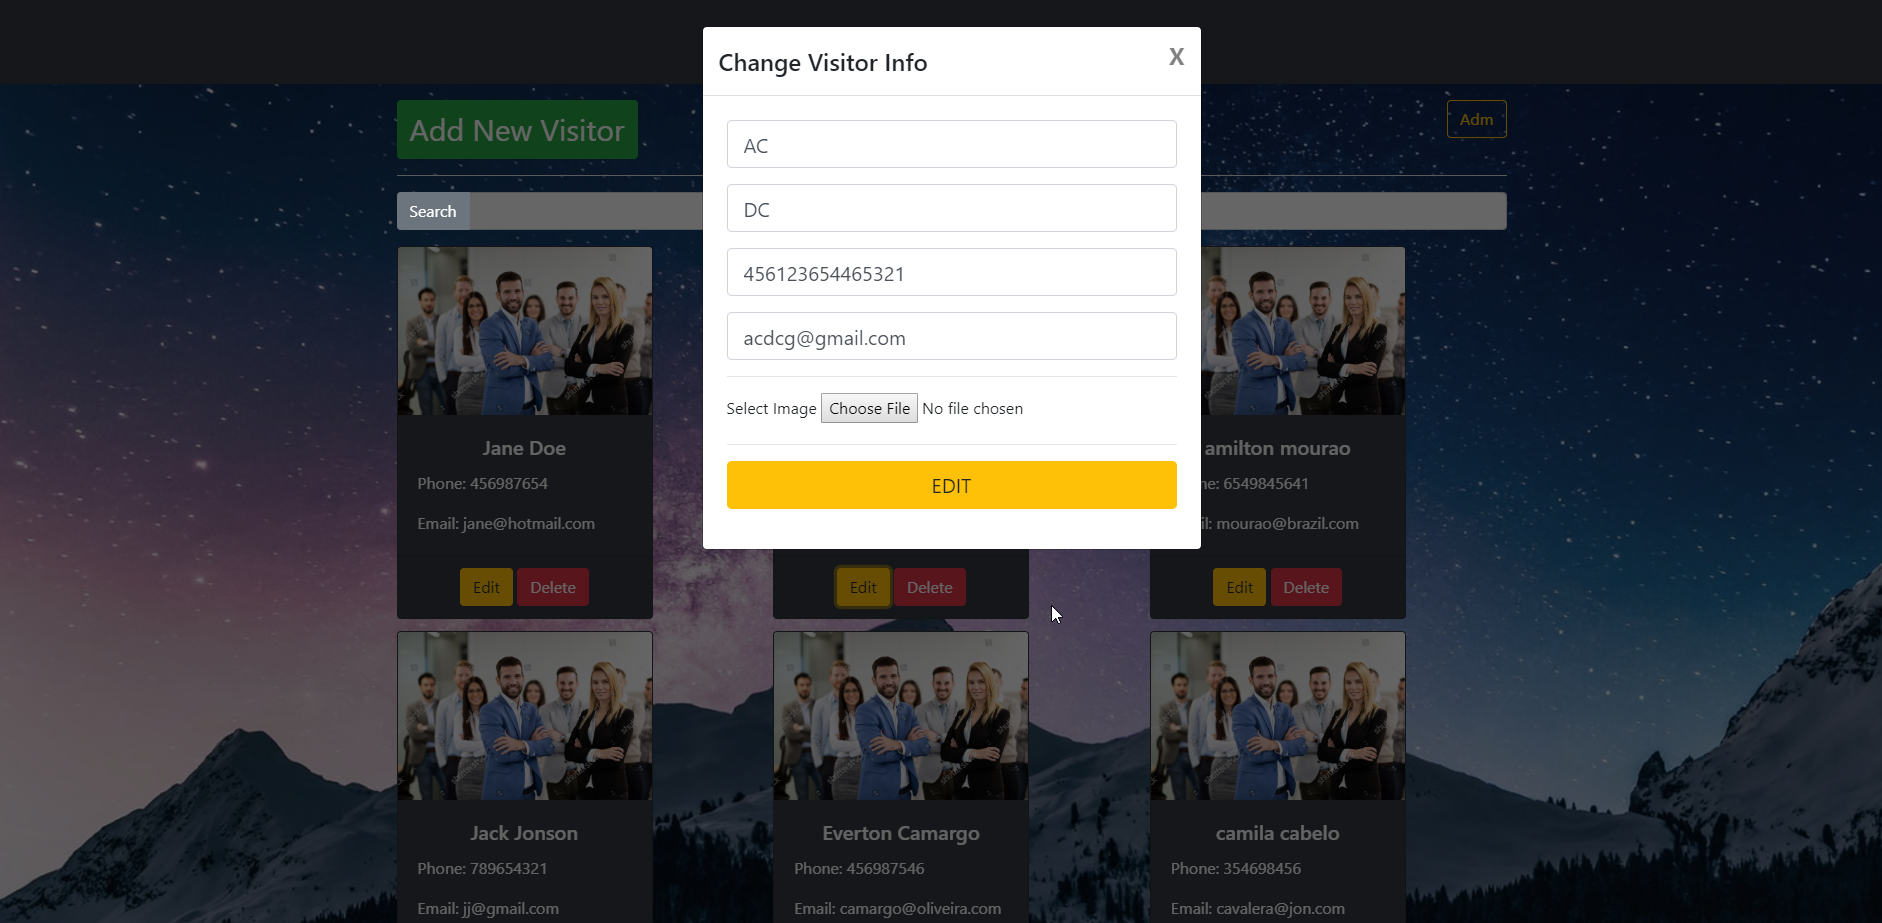 Change Visitor Info
X
Add New Visitor
Adm
Search
AC
DC
456123654465321
acdcg@gmail.com
Select Image Choose File No file chosen
EDIT
Jane Doe
Phone: 456987654
Email: jane@hotmail.com
Edit Delete
Edit Delete
amilton mourao
ne: 6549845641
il: mourao@brazil.com
Edit Delete
Jack Jonson
Phone: 789654321
Email: jj@gmail.com
Everton Camargo
Phone: 456987546
Email: camargo@oliveira.com
camila cabelo
Phone: 354698456
Email: cavalera@jon.com